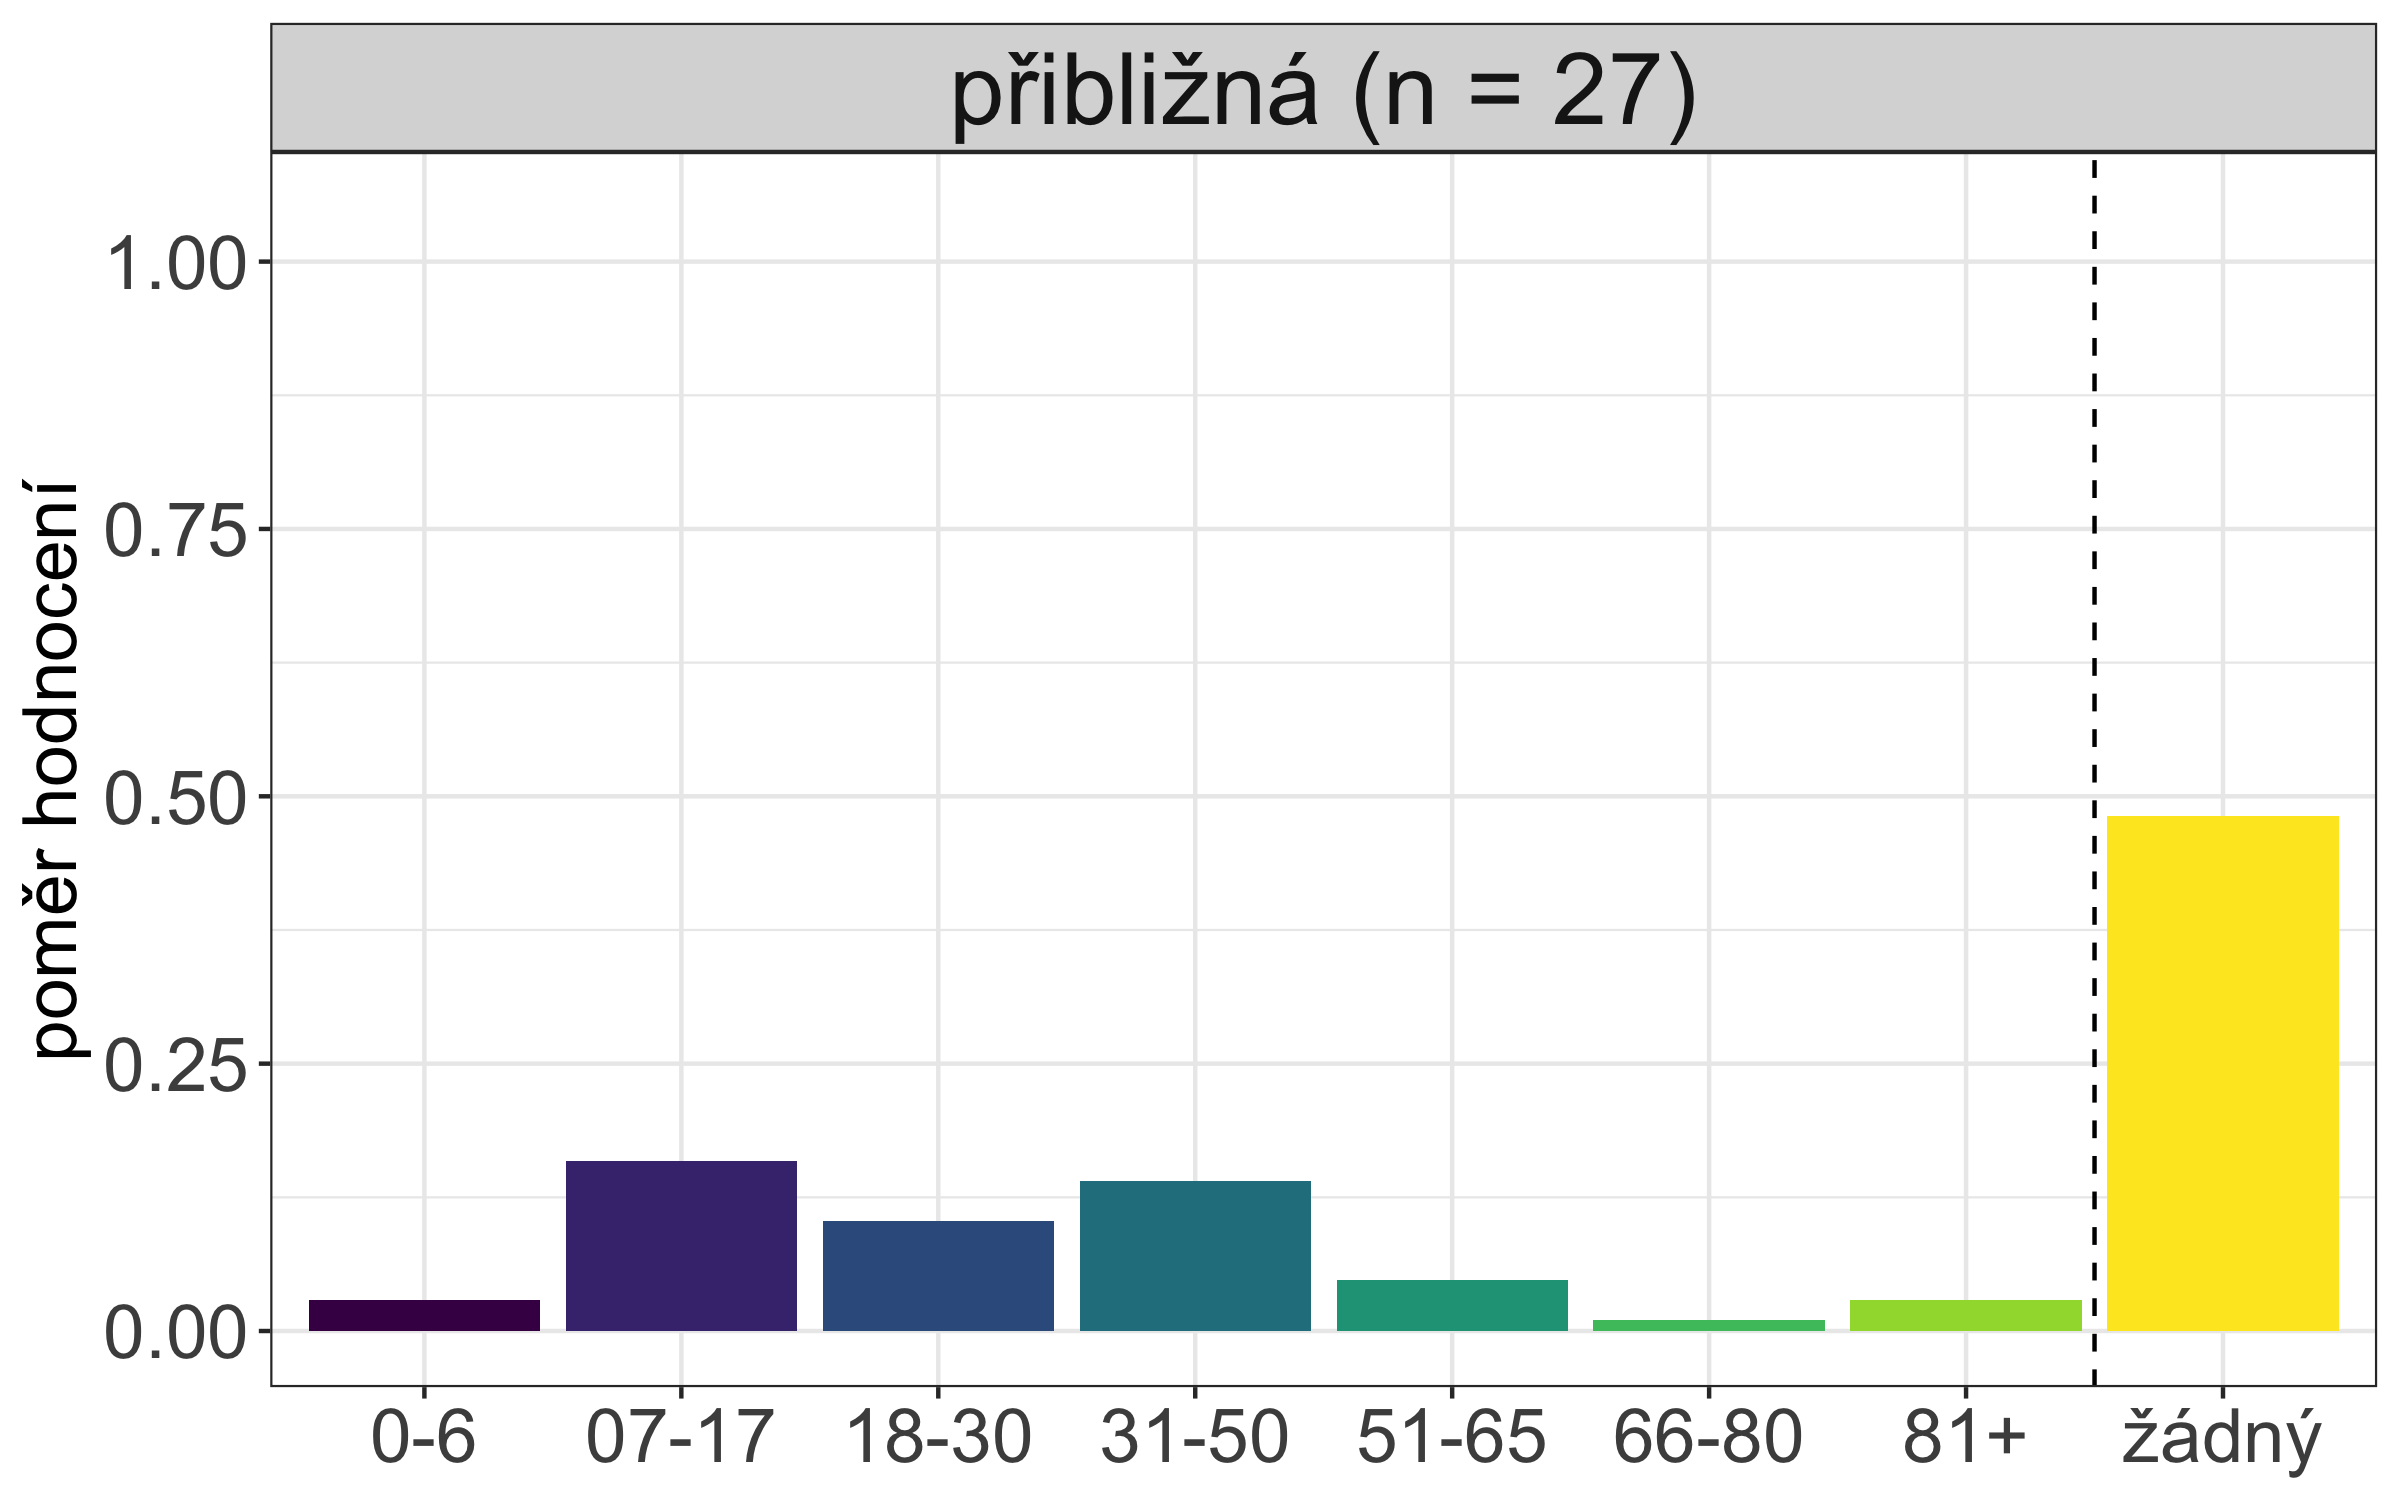 přibližná (n = 27)
poměr hodnocení
1.00
0.75
0.50
0.25
0.00
0-6 07-17 18-30 31-50 51-65 66-80 81+ žádný